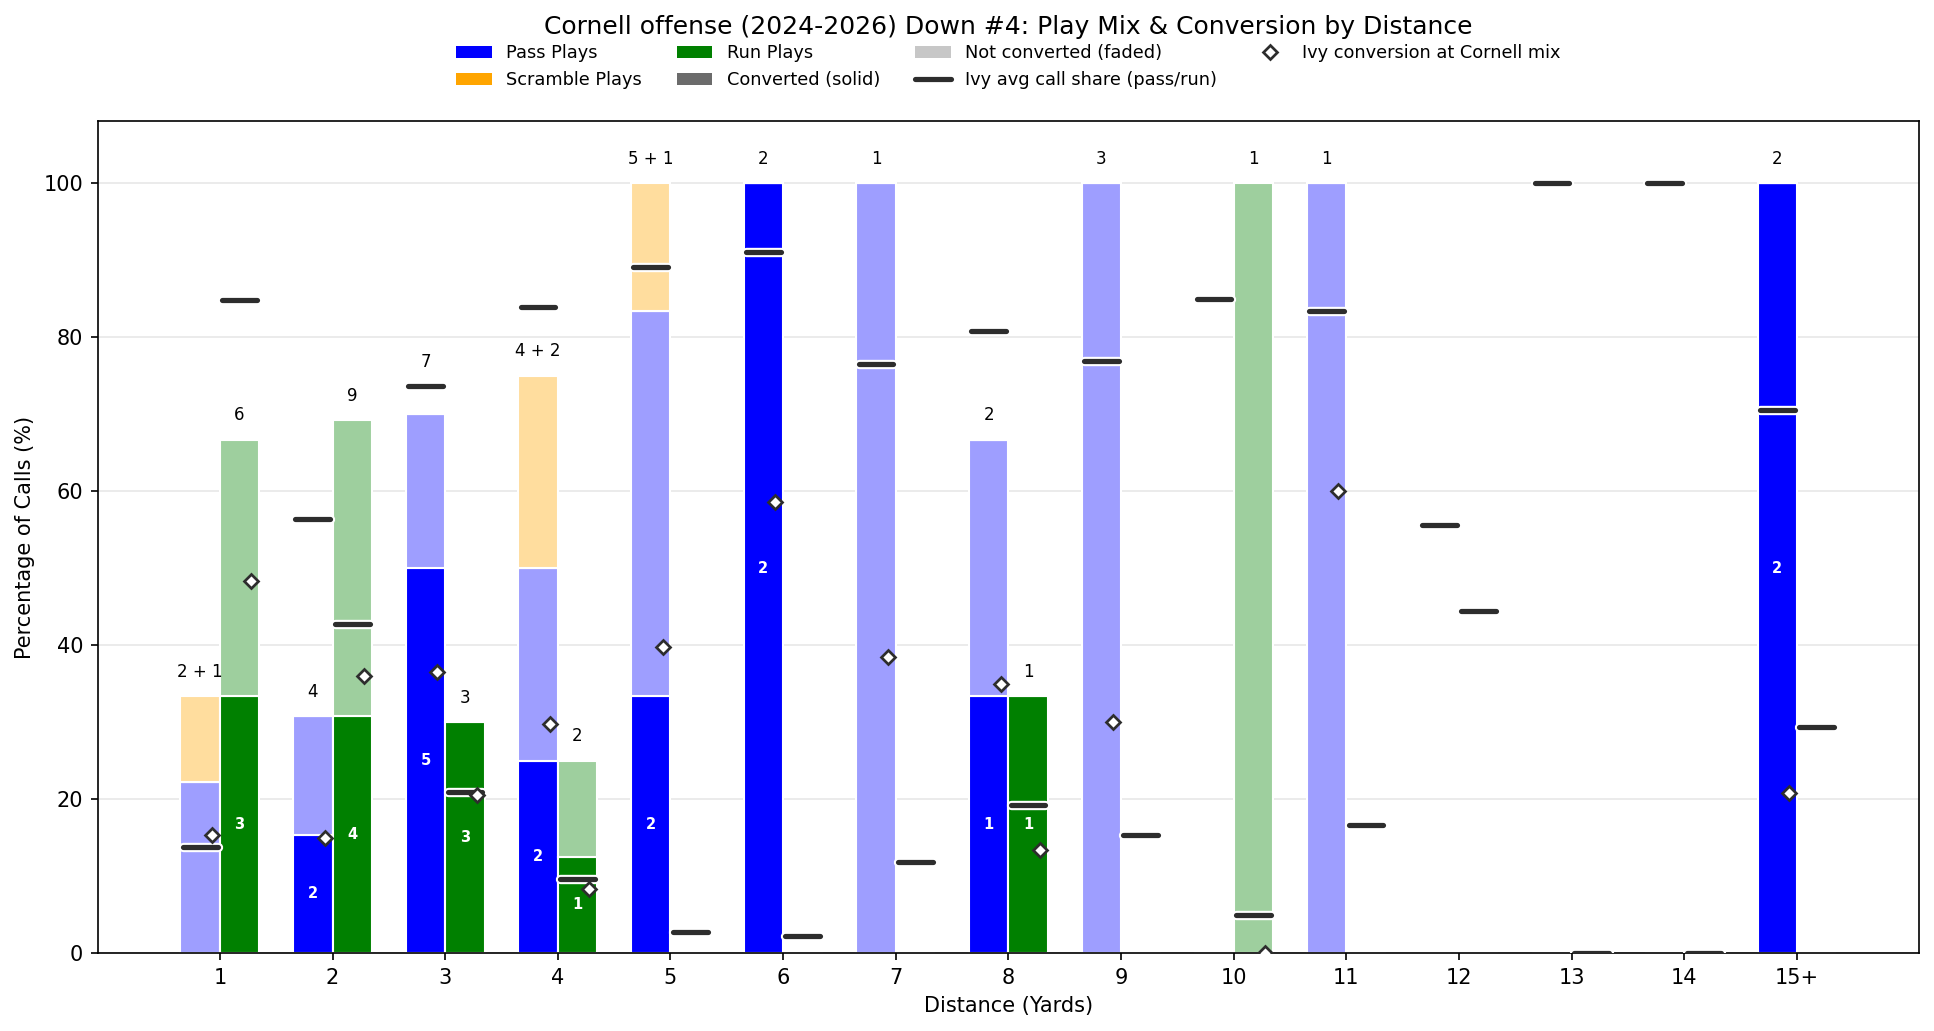 Cornell offense (2024-2026) Down #4: Play Mix & Conversion by Distance
Pass Plays
Run Plays
Not converted (faded)
Ivy conversion at Cornell mix
Scramble Plays
Converted (solid)
Ivy avg call share (pass/run)
Percentage of Calls (%)
100
80
60
40
20
0
5 + 1
2
1
3
1
1
2
4 + 2
7
9
6
2
2 + 1
4
3
2
1
2
5
3
4
2
3
2
1
2
2
1
1
2
1 2 3 4 5 6 7 8 9 10 11 12 13 14 15+
Distance (Yards)